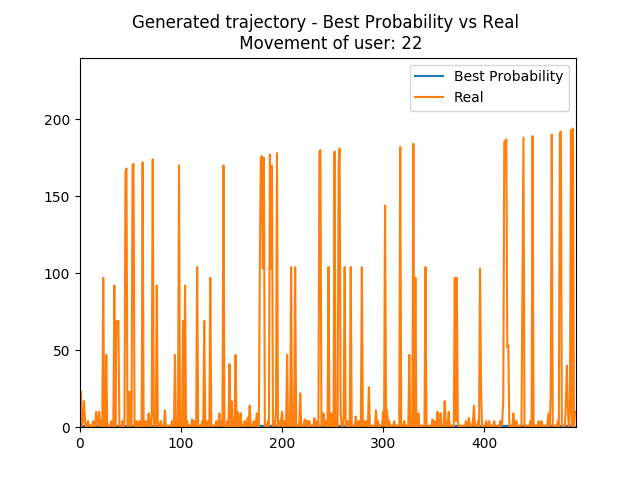 Generated trajectory - Best Probability vs Real
Movement of user: 22
Best Probability
Real
200
150
100
50
0
0 100 200 300 400